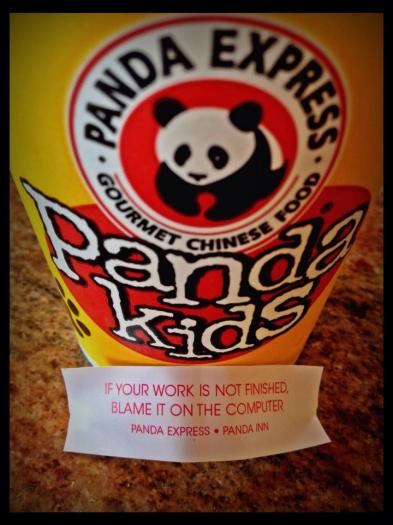 PANDA EXPRESS
GOURMET CHINESE FOOD
Panda
Kids
IF YOUR WORK IS NOT FINISHED,
BLAME IT ON THE COMPUTER
PANDA EXPRESS • PANDA INN